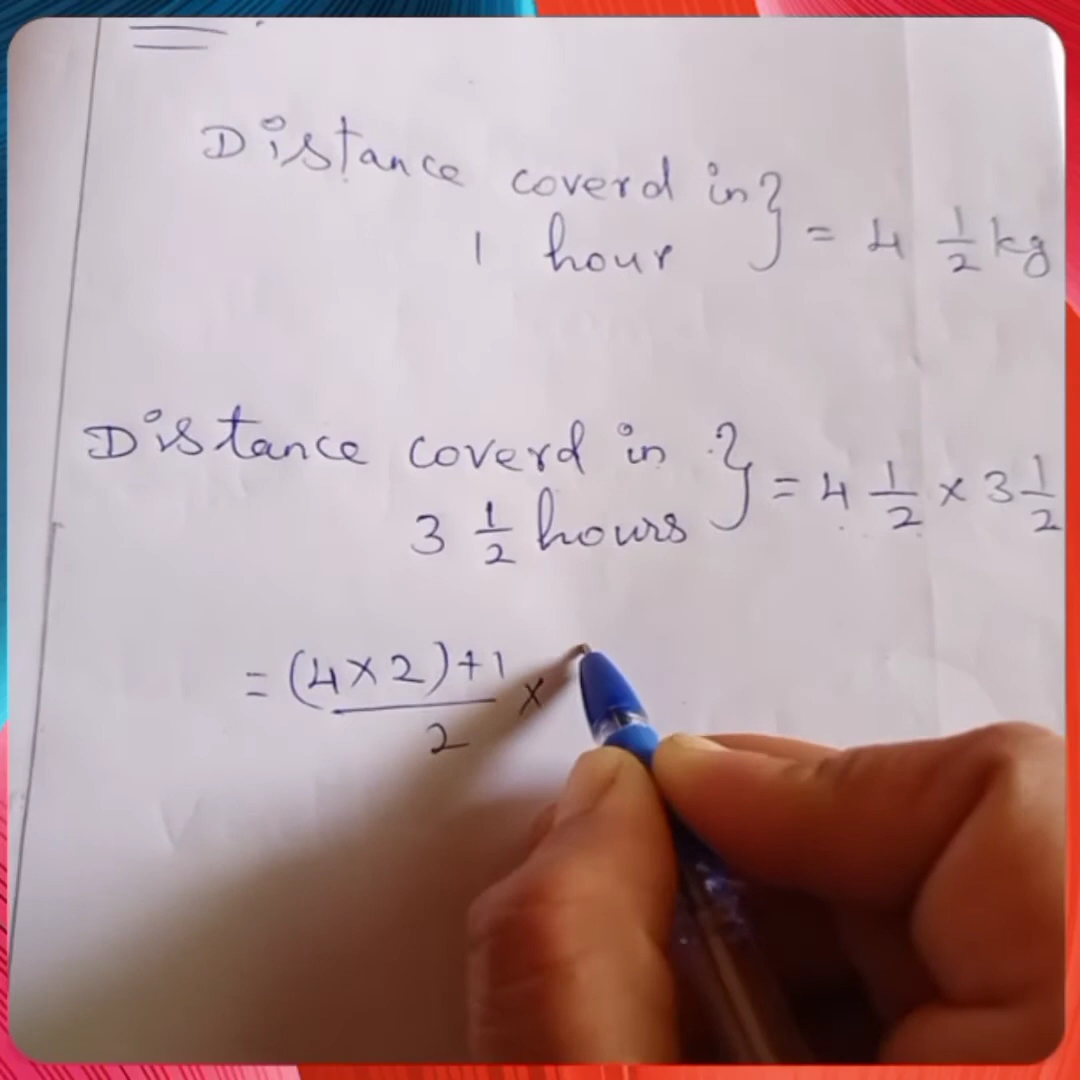 Distance coverd in } = 4 1/2 kg
1 hour
Distance coverd in } = 4 1/2 × 3 1/2
3 1/2 hours
= (4×2)+1/2 ×